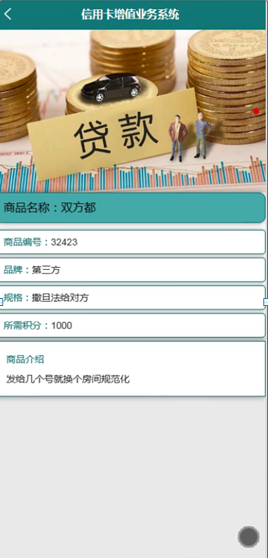 信用卡增值业务系统
贷款
商品名称：双方都
商品编号：32423
品牌：第三方
规格：撒旦法给对方
所需积分：1000
商品介绍
发给几个号就换个房间规范化